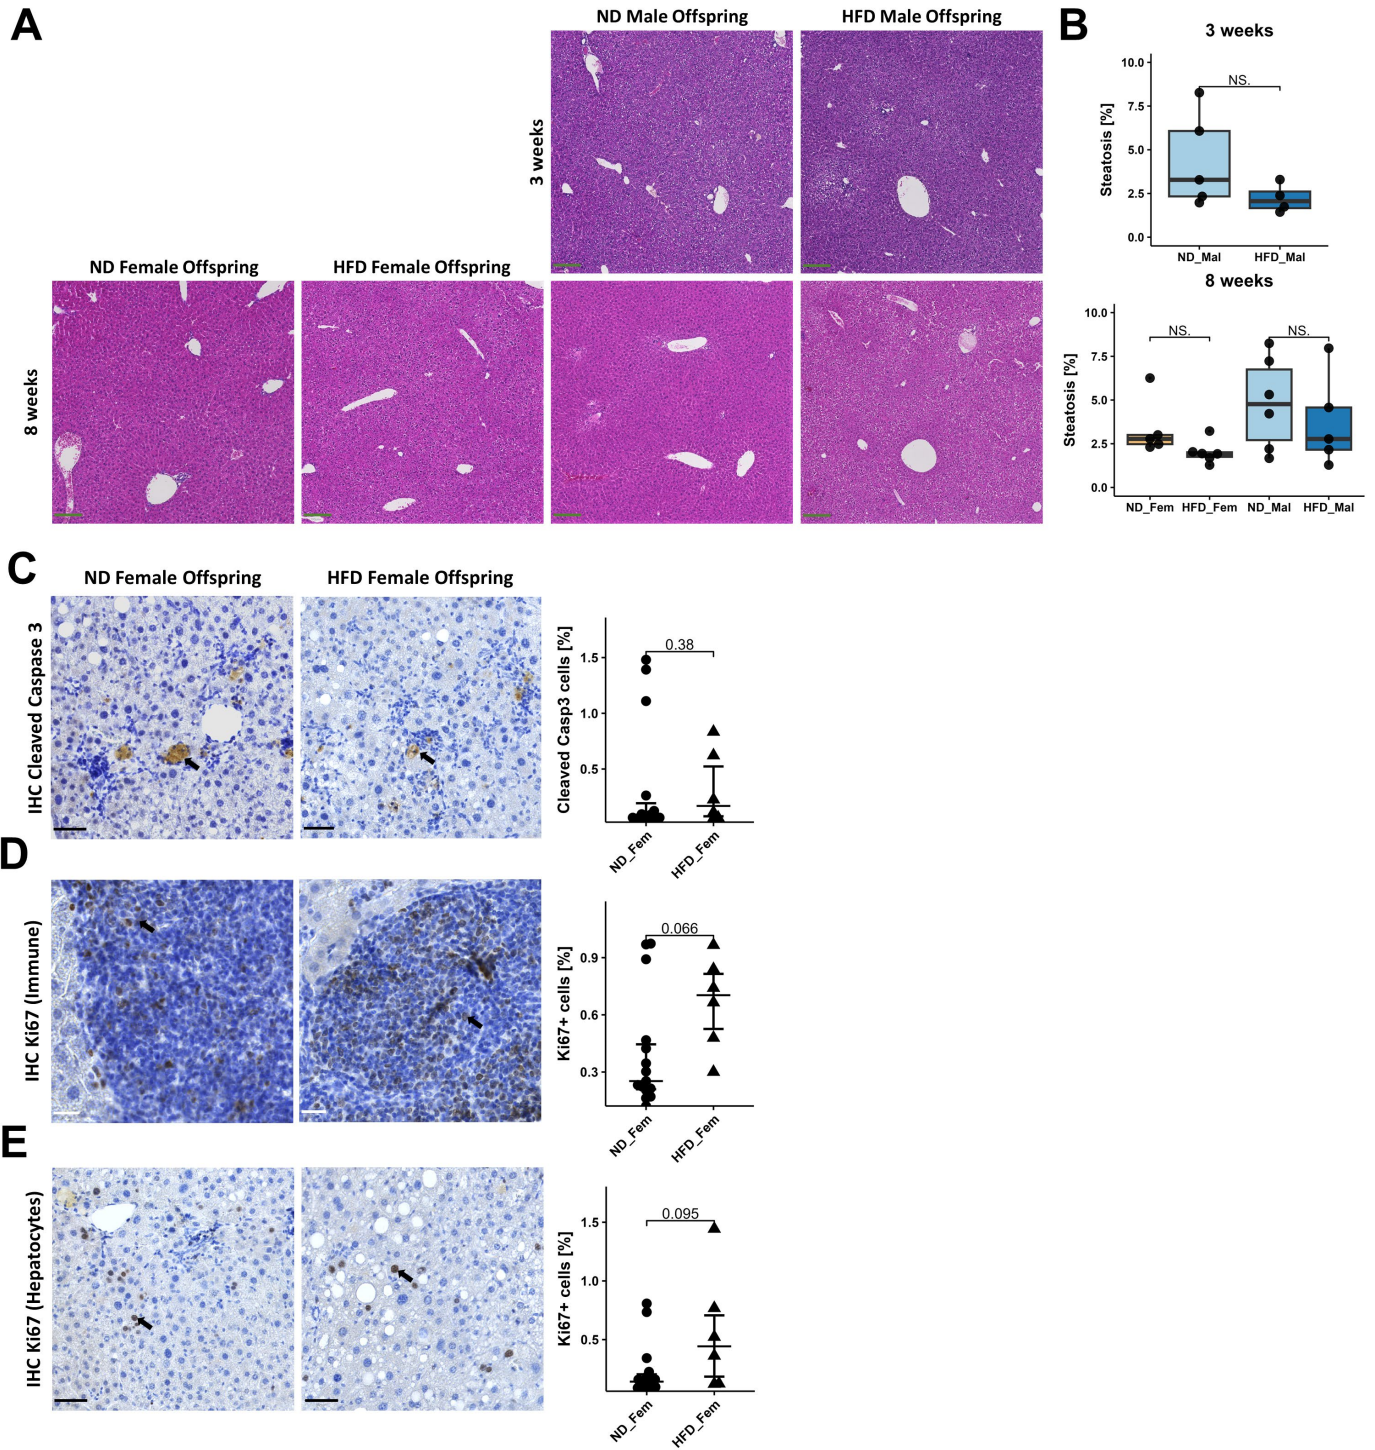 A
ND Male Offspring
HFD Male Offspring
3 weeks
ND Female Offspring
HFD Female Offspring
8 weeks
B
3 weeks
10.0
7.5
5.0
2.5
0.0
Steatosis [%]
NS.
ND_Mal
HFD_Mal
8 weeks
10.0
7.5
5.0
2.5
0.0
Steatosis [%]
NS.
NS.
ND_Fem
HFD_Fem
ND_Mal
HFD_Mal
C
ND Female Offspring
HFD Female Offspring
IHC Cleaved Caspase 3
Cleaved Casp3 cells [%]
1.5
1.0
0.5
0.38
ND_Fem
HFD_Fem
D
IHC Ki67 (Immune)
Ki67+ cells [%]
0.9
0.6
0.3
0.066
ND_Fem
HFD_Fem
E
IHC Ki67 (Hepatocytes)
Ki67+ cells [%]
1.5
1.0
0.5
0.095
ND_Fem
HFD_Fem